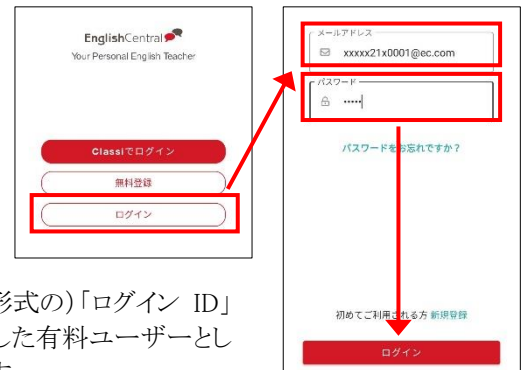 EnglishCentral
Your Personal English Teacher
Classiでログイン
無料登録
ログイン
メールアドレス
xxxxx21x0001@ec.com
パスワード
•••••
パスワードをお忘れですか?
初めてご利用される方 新規登録
ログイン
形式の)「ログイン ID」
した有料ユーザーとし